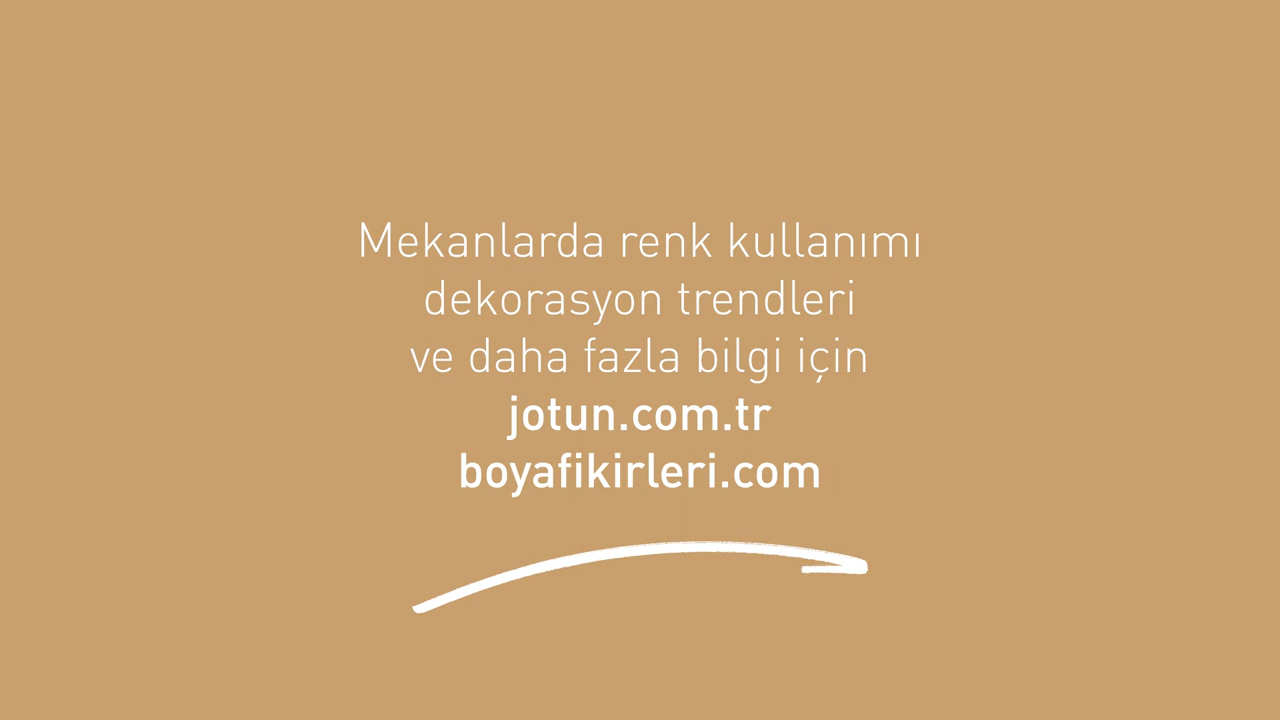 Mekanlarda renk kullanımı
dekorasyon trendleri
ve daha fazla bilgi için
jotun.com.tr
boyafikirleri.com